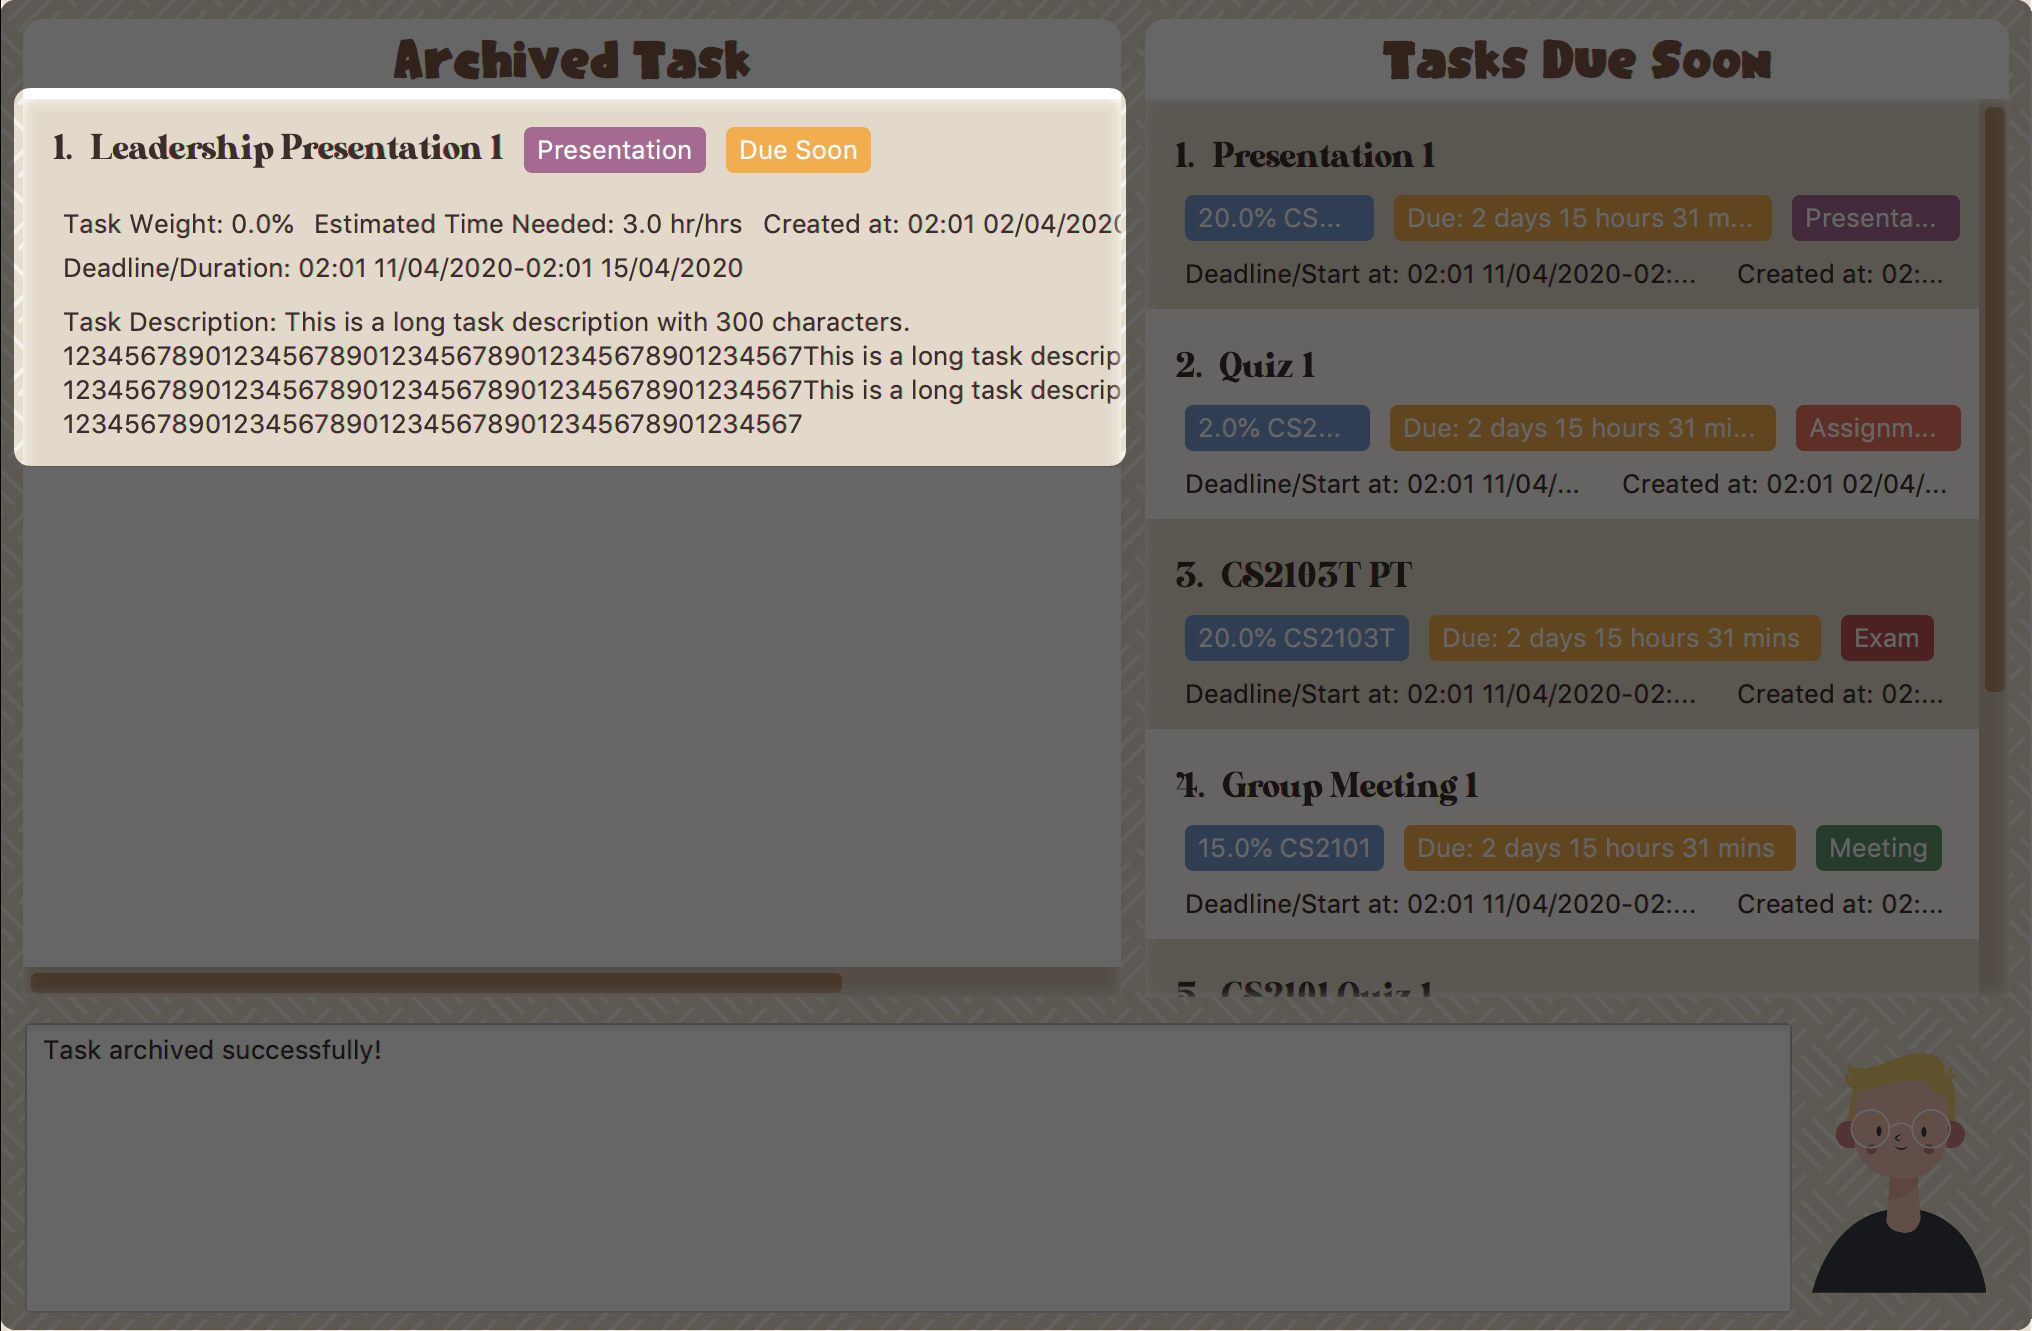 Archived Task
1. Leadership Presentation 1 Presentation Due Soon
Task Weight: 0.0% Estimated Time Needed: 3.0 hr/hrs Created at: 02:01 02/04/2020
Deadline/Duration: 02:01 11/04/2020-02:01 15/04/2020
Task Description: This is a long task description with 300 characters.
12345678901234567890123456789012345678901234567This is a long task descrip
12345678901234567890123456789012345678901234567This is a long task descrip
12345678901234567890123456789012345678901234567
Tasks Due Soon
1. Presentation 1
20.0% CS... Due: 2 days 15 hours 31 m... Presenta...
Deadline/Start at: 02:01 11/04/2020-02:... Created at: 02:...
2. Quiz 1
2.0% CS2... Due: 2 days 15 hours 31 mi... Assignm...
Deadline/Start at: 02:01 11/04/... Created at: 02:01 02/04/...
3. CS2103T PT
20.0% CS2103T Due: 2 days 15 hours 31 mins Exam
Deadline/Start at: 02:01 11/04/2020-02:... Created at: 02:...
4. Group Meeting 1
15.0% CS2101 Due: 2 days 15 hours 31 mins Meeting
Deadline/Start at: 02:01 11/04/2020-02:... Created at: 02:...
5. CS2101 Quiz 1
Task archived successfully!